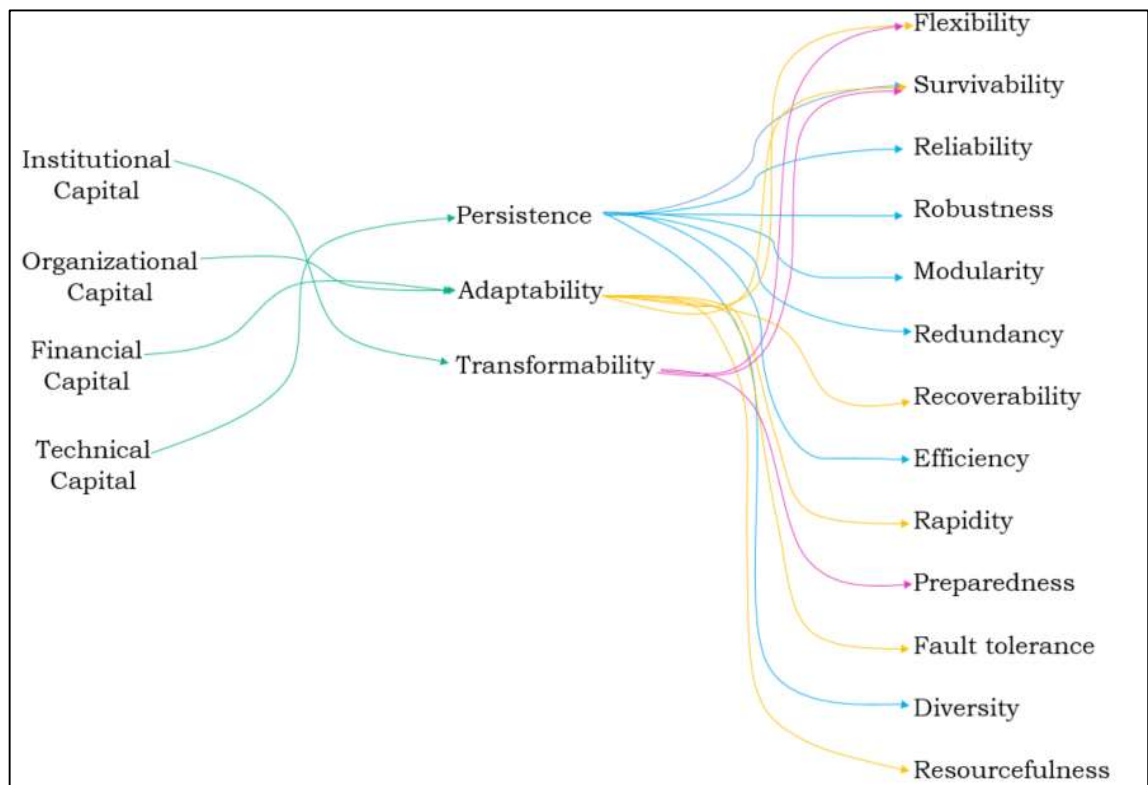 Institutional
Capital
Organizational
Capital
Financial
Capital
Technical
Capital
Persistence
Adaptability
Transformability
Flexibility
Survivability
Reliability
Robustness
Modularity
Redundancy
Recoverability
Efficiency
Rapidity
Preparedness
Fault tolerance
Diversity
Resourcefulness